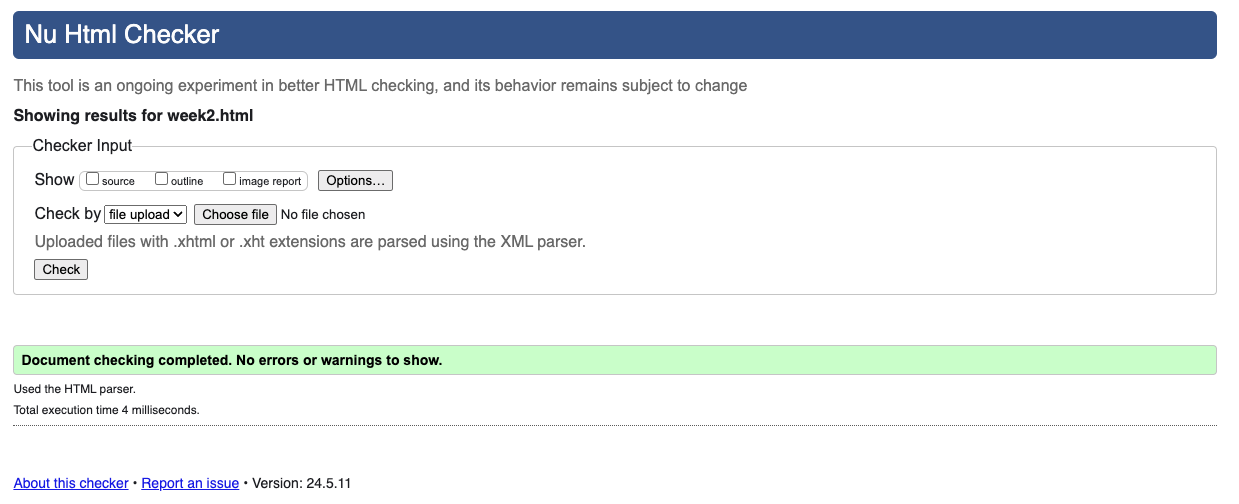 Nu Html Checker
This tool is an ongoing experiment in better HTML checking, and its behavior remains subject to change
Showing results for week2.html
Checker Input
Show source outline image report Options...
Check by file upload Choose file No file chosen
Uploaded files with .xhtml or .xht extensions are parsed using the XML parser.
Check
Document checking completed. No errors or warnings to show.
Used the HTML parser.
Total execution time 4 milliseconds.
About this checker • Report an issue • Version: 24.5.11